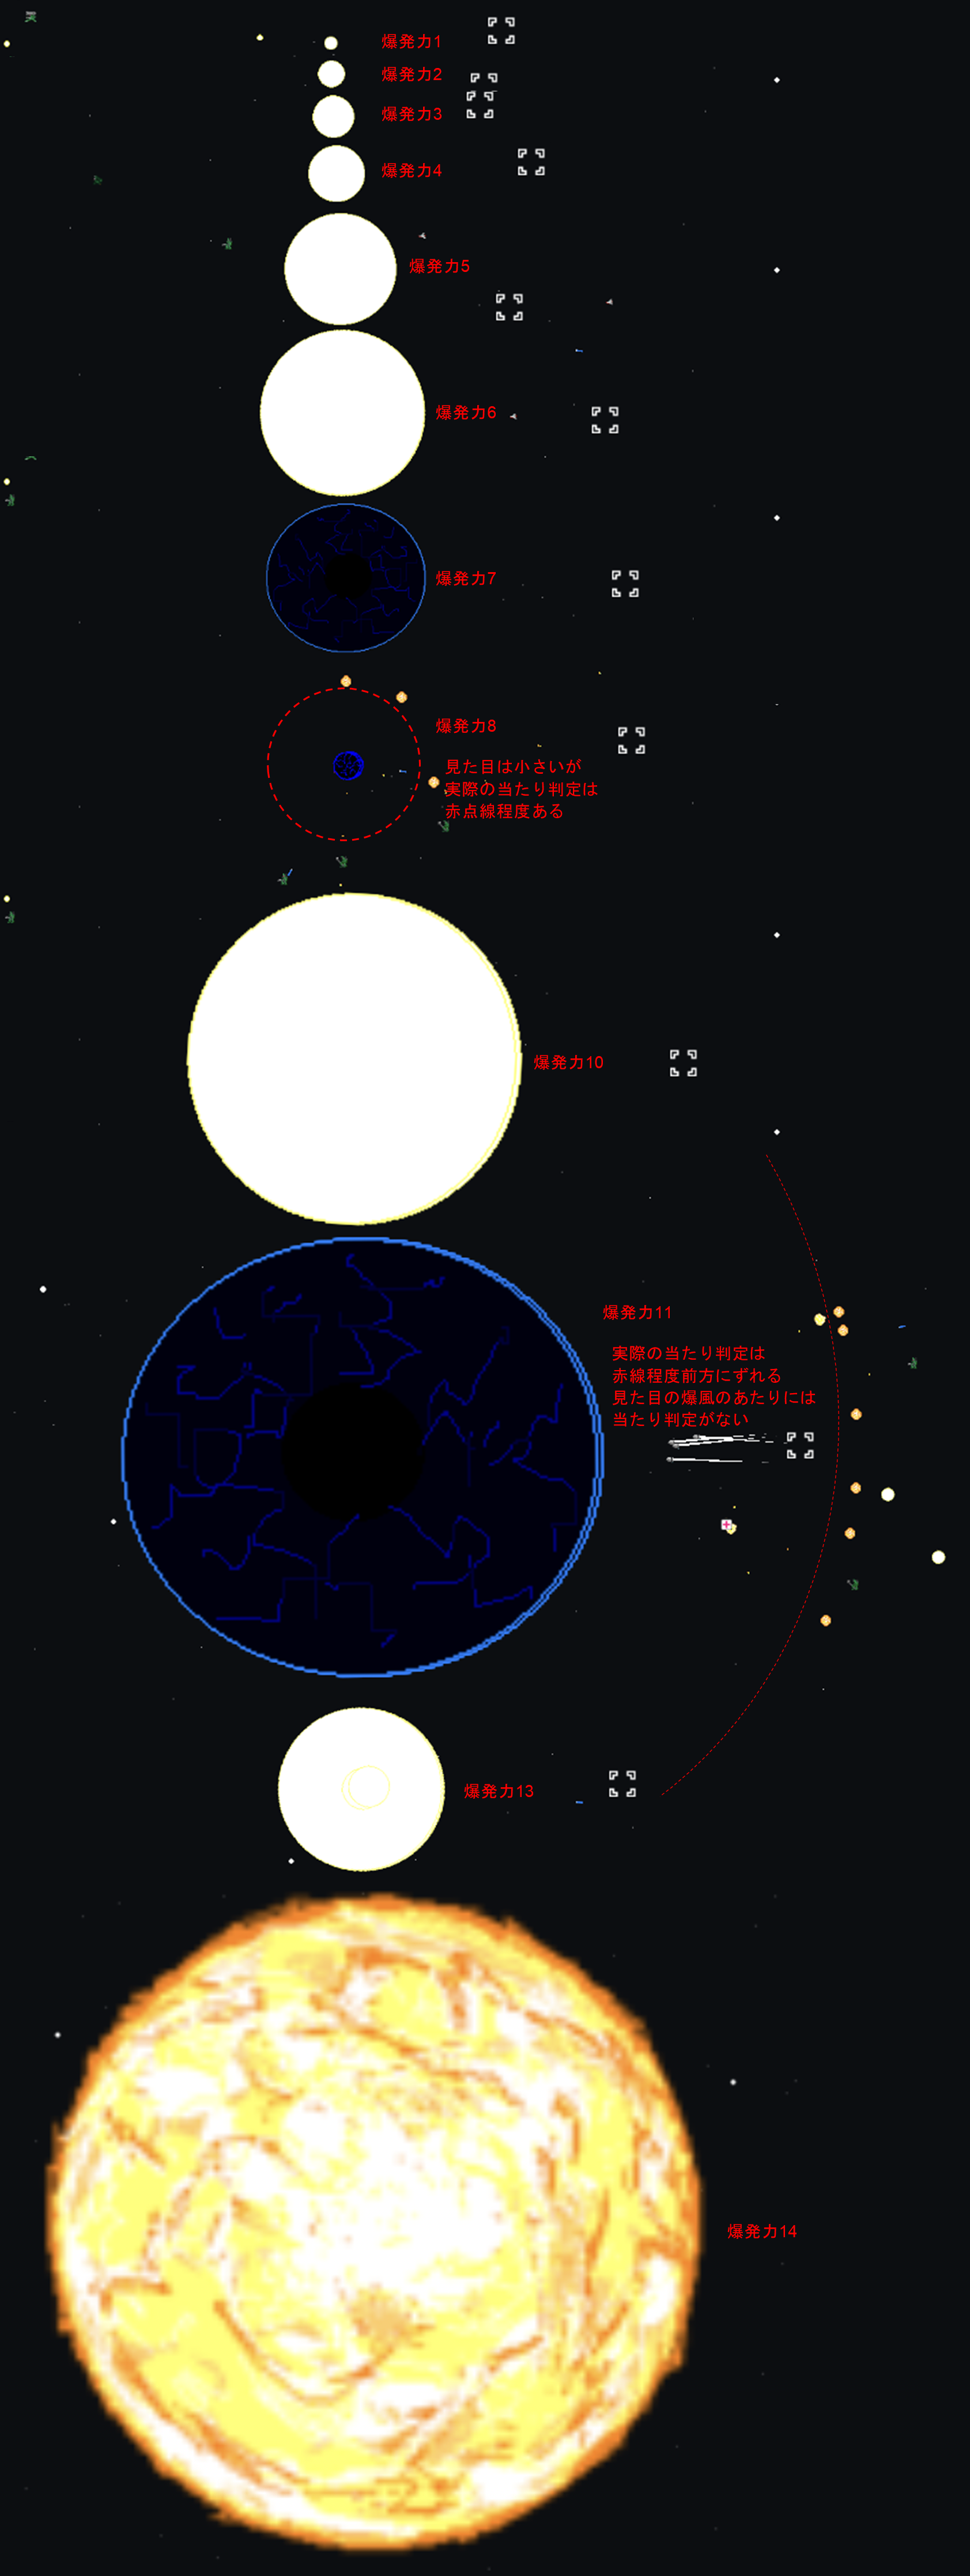 爆発力1
爆発力2
爆発力3
爆発力4
爆発力5
爆発力6
爆発力7
爆発力8
見た目は小さいが
実際の当たり判定は
赤点線程度ある
爆発力10
爆発力11
実際の当たり判定は
赤線程度前方にずれる
見た目の爆風のあたりには
当たり判定がない
爆発力13
爆発力14